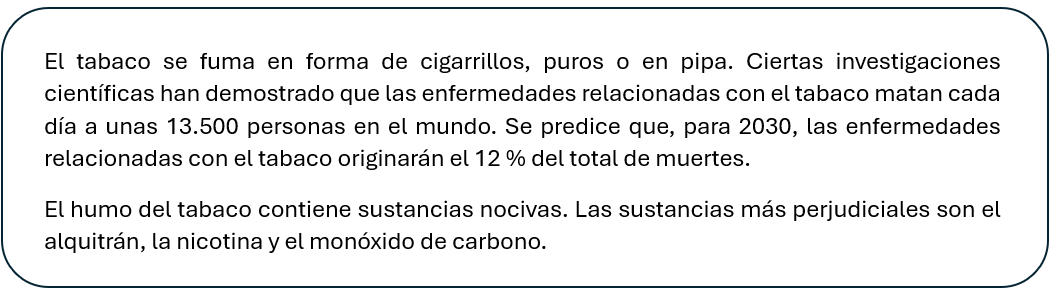 El tabaco se fuma en forma de cigarrillos, puros o en pipa. Ciertas investigaciones
científicas han demostrado que las enfermedades relacionadas con el tabaco matan cada
día a unas 13.500 personas en el mundo. Se predice que, para 2030, las enfermedades
relacionadas con el tabaco originarán el 12 % del total de muertes.
El humo del tabaco contiene sustancias nocivas. Las sustancias más perjudiciales son el
alquitrán, la nicotina y el monóxido de carbono.